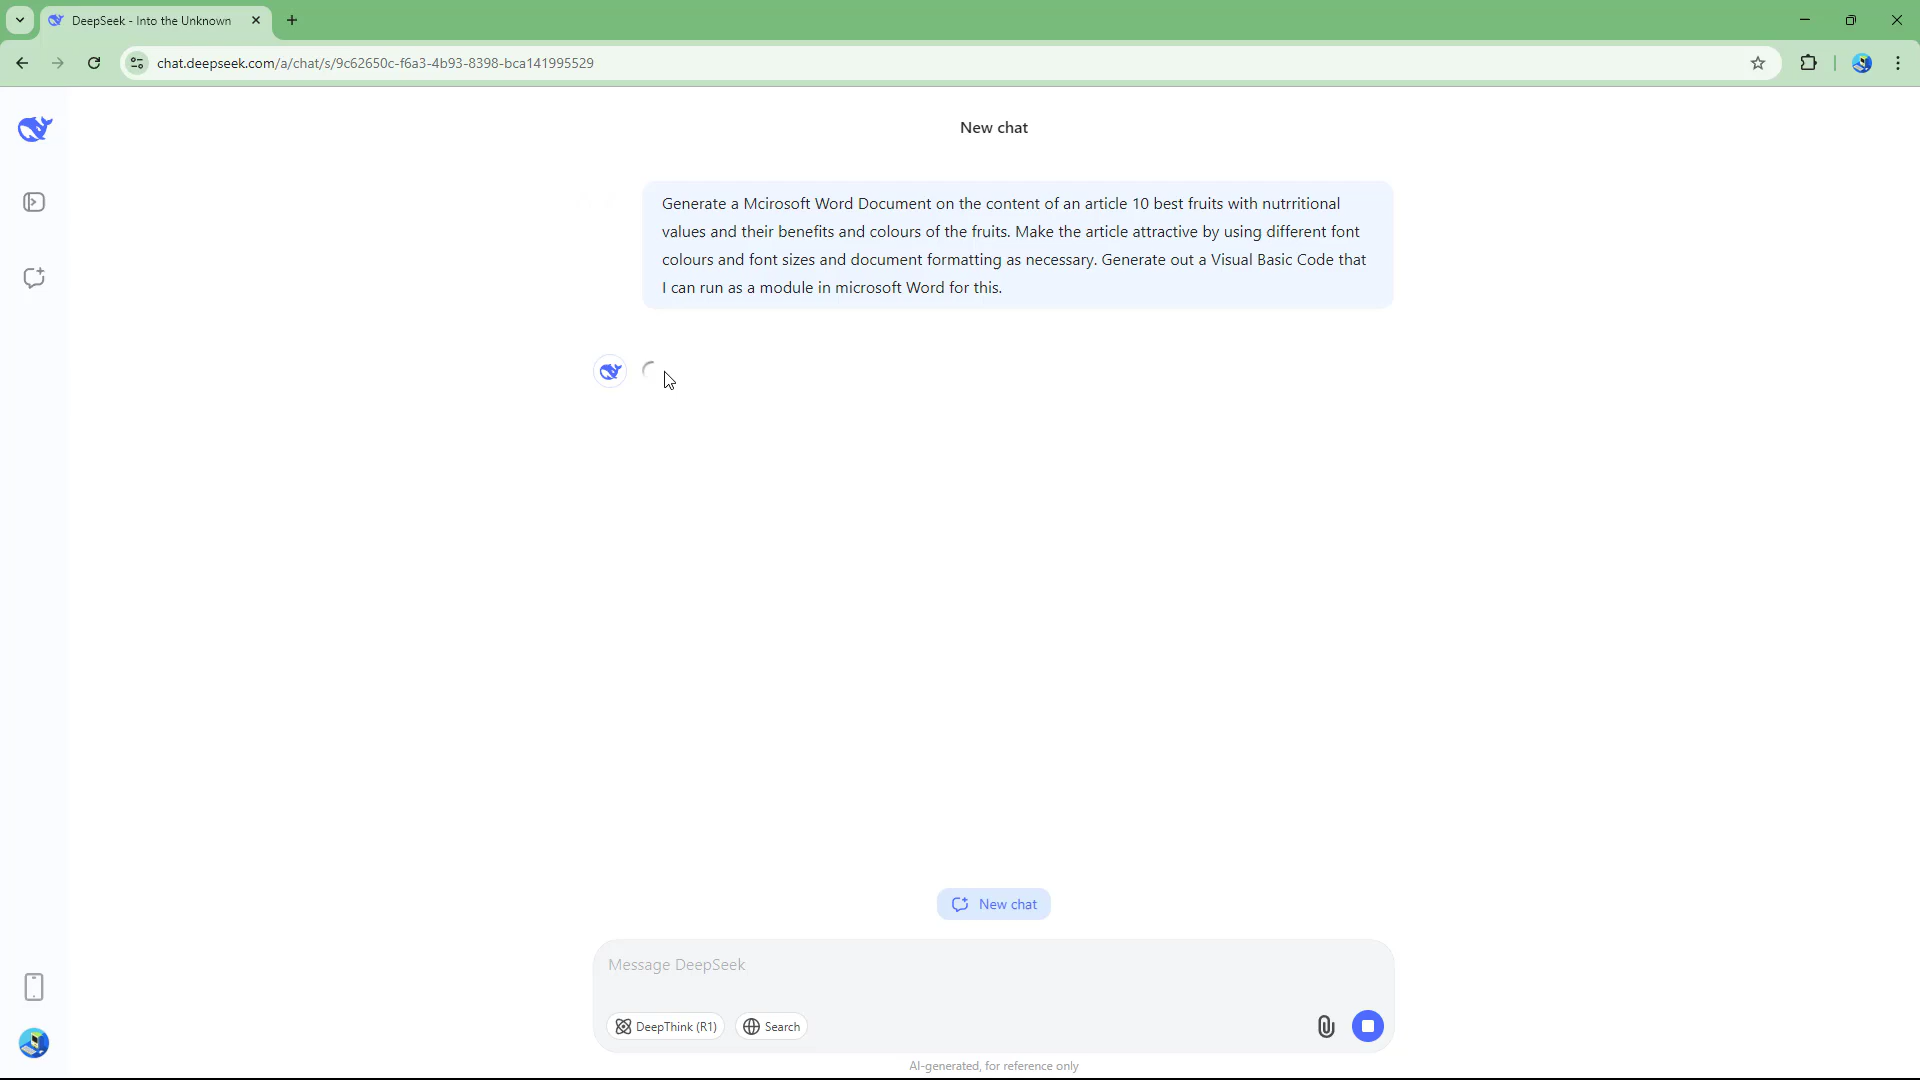 DeepSeek - Into the Unknown
chat.deepseek.com/a/chat/s/9c62650c-f6a3-4b93-8398-bca141995529
New chat
Generate a Mcirosoft Word Document on the content of an article 10 best fruits with nutrritional
values and their benefits and colours of the fruits. Make the article attractive by using different font
colours and font sizes and document formatting as necessary. Generate out a Visual Basic Code that
I can run as a module in microsoft Word for this.
New chat
Message DeepSeek
DeepThink (R1)
Search
AI-generated, for reference only